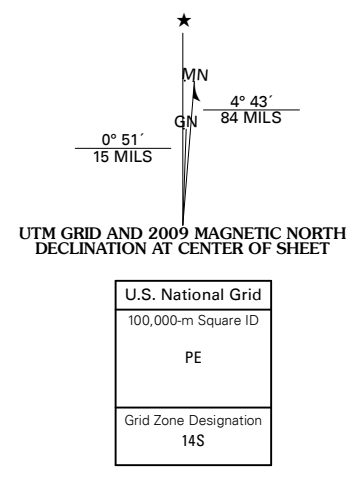 ★
MN
4° 43´
84 MILS
GN
0° 51´
15 MILS
UTM GRID AND 2009 MAGNETIC NORTH
DECLINATION AT CENTER OF SHEET
U.S. National Grid
100,000-m Square ID
PE
Grid Zone Designation
14S